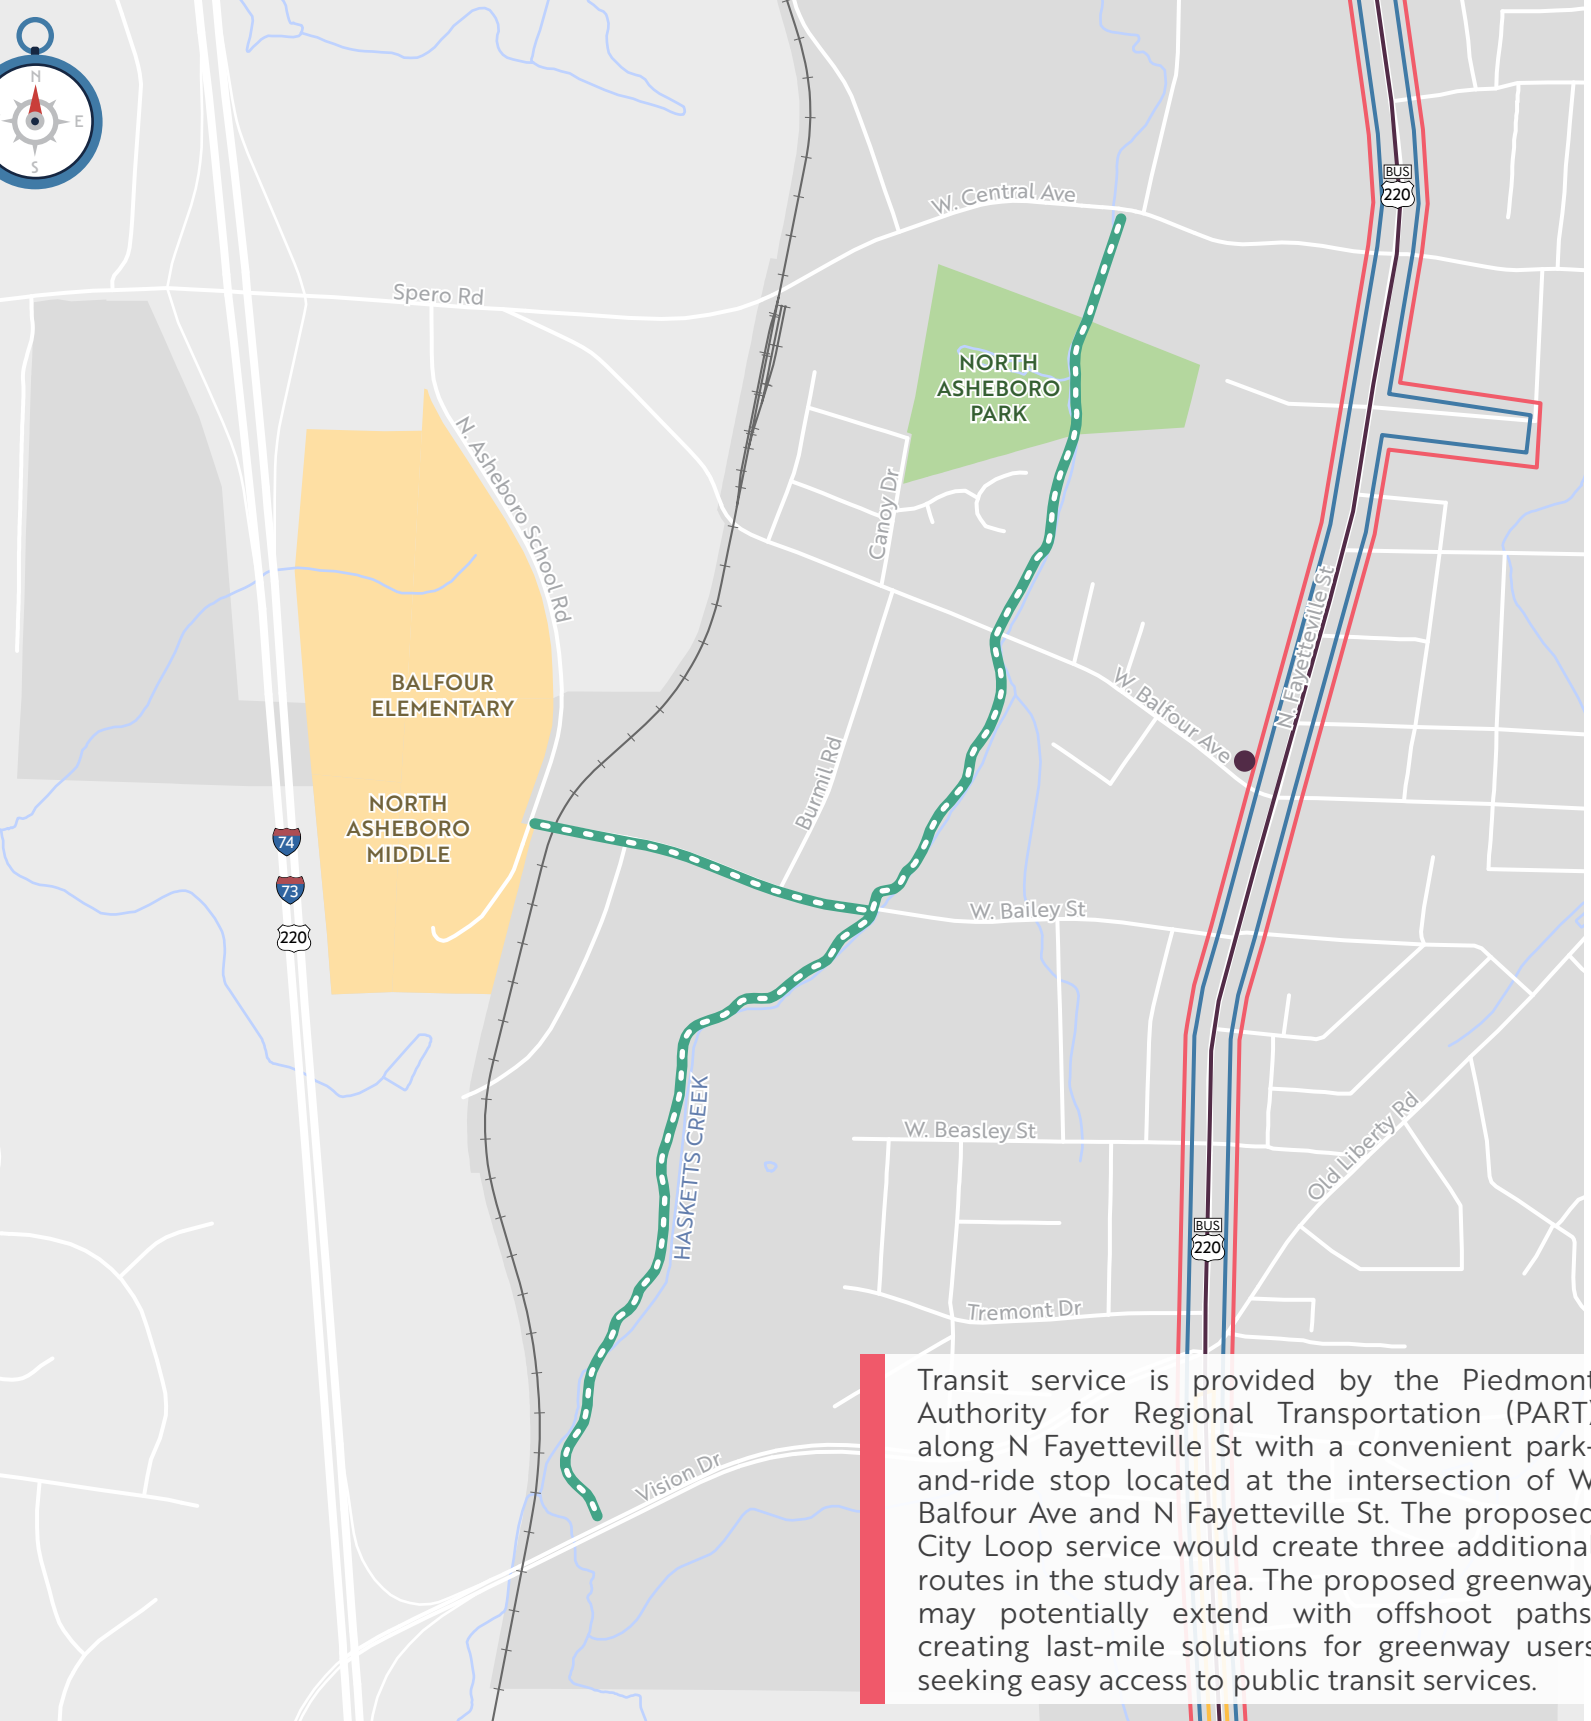 N
E
S
W. Central Ave
BUS
220
Spero Rd
NORTH
ASHEBORO
PARK
N. Asheboro School Rd
Canoy Dr
N. Fayetteville St
BALFOUR
ELEMENTARY
W. Balfour Ave
Burmil Rd
NORTH
ASHEBORO
MIDDLE
74
73
220
W. Bailey St
HASKETTS CREEK
W. Beasley St
Old Liberty Rd
BUS
220
Tremont Dr
Vision Dr
Transit service is provided by the Piedmont
Authority for Regional Transportation (PART)
along N Fayetteville St with a convenient park-
and-ride stop located at the intersection of W
Balfour Ave and N Fayetteville St. The proposed
City Loop service would create three additional
routes in the study area. The proposed greenway
may potentially extend with offshoot paths
creating last-mile solutions for greenway users
seeking easy access to public transit services.